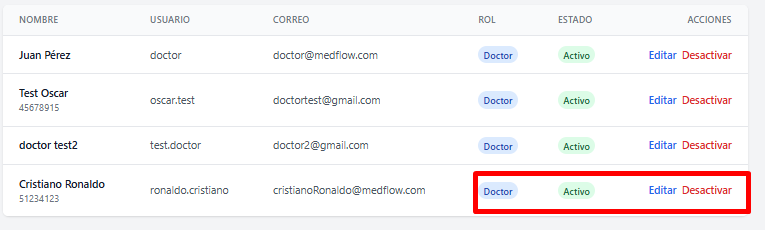 NOMBRE USUARIO CORREO ROL ESTADO ACCIONES
Juan Pérez doctor doctor@medflow.com Doctor Activo Editar Desactivar
Test Oscar
45678915
oscar.test doctortest@gmail.com Doctor Activo Editar Desactivar
doctor test2 test.doctor doctor2@gmail.com Doctor Activo Editar Desactivar
Cristiano Ronaldo
51234123
ronaldo.cristiano cristianoRonaldo@medflow.com Doctor Activo Editar Desactivar